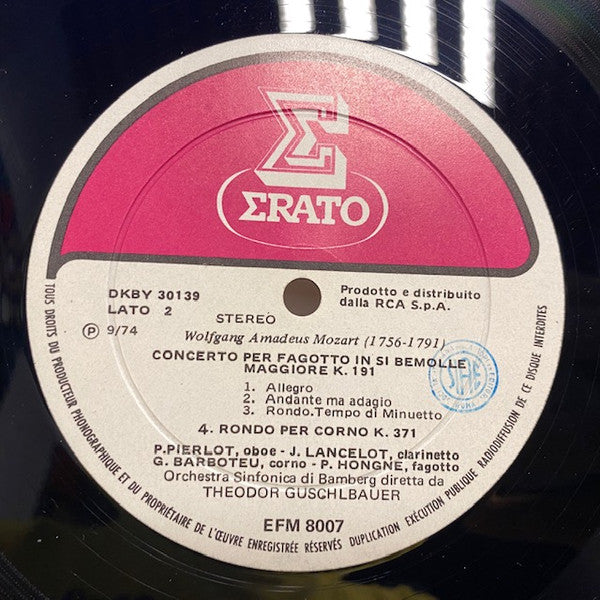 Σ
ΣRATO
DKBY 30139
LATO 2
STEREO
Prodotto e distribuito
dalla RCA S.p.A.
Ⓟ 9/74
Wolfgang Amadeus Mozart (1756-1791)
CONCERTO PER FAGOTTO IN SI BEMOLLE
MAGGIORE K. 191
1. Allegro
2. Andante ma adagio
3. Rondo. Tempo di Minuetto
4. RONDO PER CORNO K. 371
P. PIERLOT, oboe - J. LANCELOT, clarinetto
G. BARBOTEU, corno - P. HONGNE, fagotto
Orchestra Sinfonica di Bamberg diretta da
THEODOR GUSCHLBAUER
EFM 8007
TOUS DROITS DU PRODUCTEUR PHONOGRAPHIQUE ET DU PROPRIÉTAIRE DE L'ŒUVRE ENREGISTRÉE RÉSERVÉS DUPLICATION EXÉCUTION PUBLIQUE RADIODIFFUSION DE CE DISQUE INTERDITES
SIAE